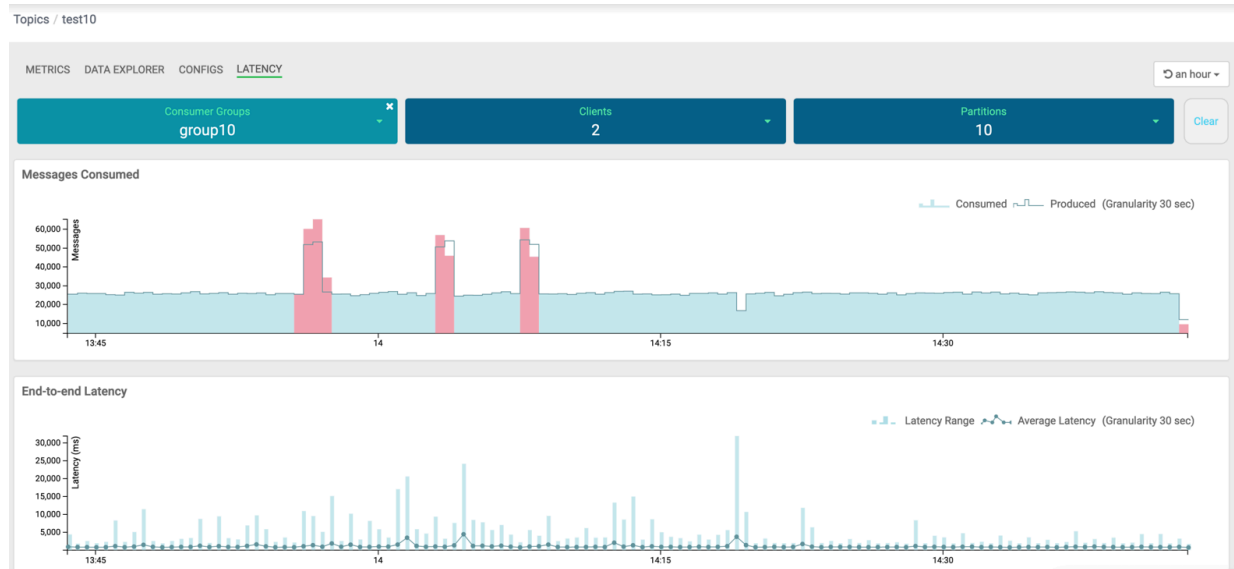 Topics / test10
METRICS DATA EXPLORER CONFIGS LATENCY
an hour
Consumer Groups
group10
Clients
2
Partitions
10
Clear
Messages Consumed
Consumed Produced (Granularity 30 sec)
Messages
60,000
50,000
40,000
30,000
20,000
10,000
13:45 14 14:15 14:30
End-to-end Latency
Latency Range Average Latency (Granularity 30 sec)
Latency (ms)
30,000
25,000
20,000
15,000
10,000
5,000
13:45 14 14:15 14:30